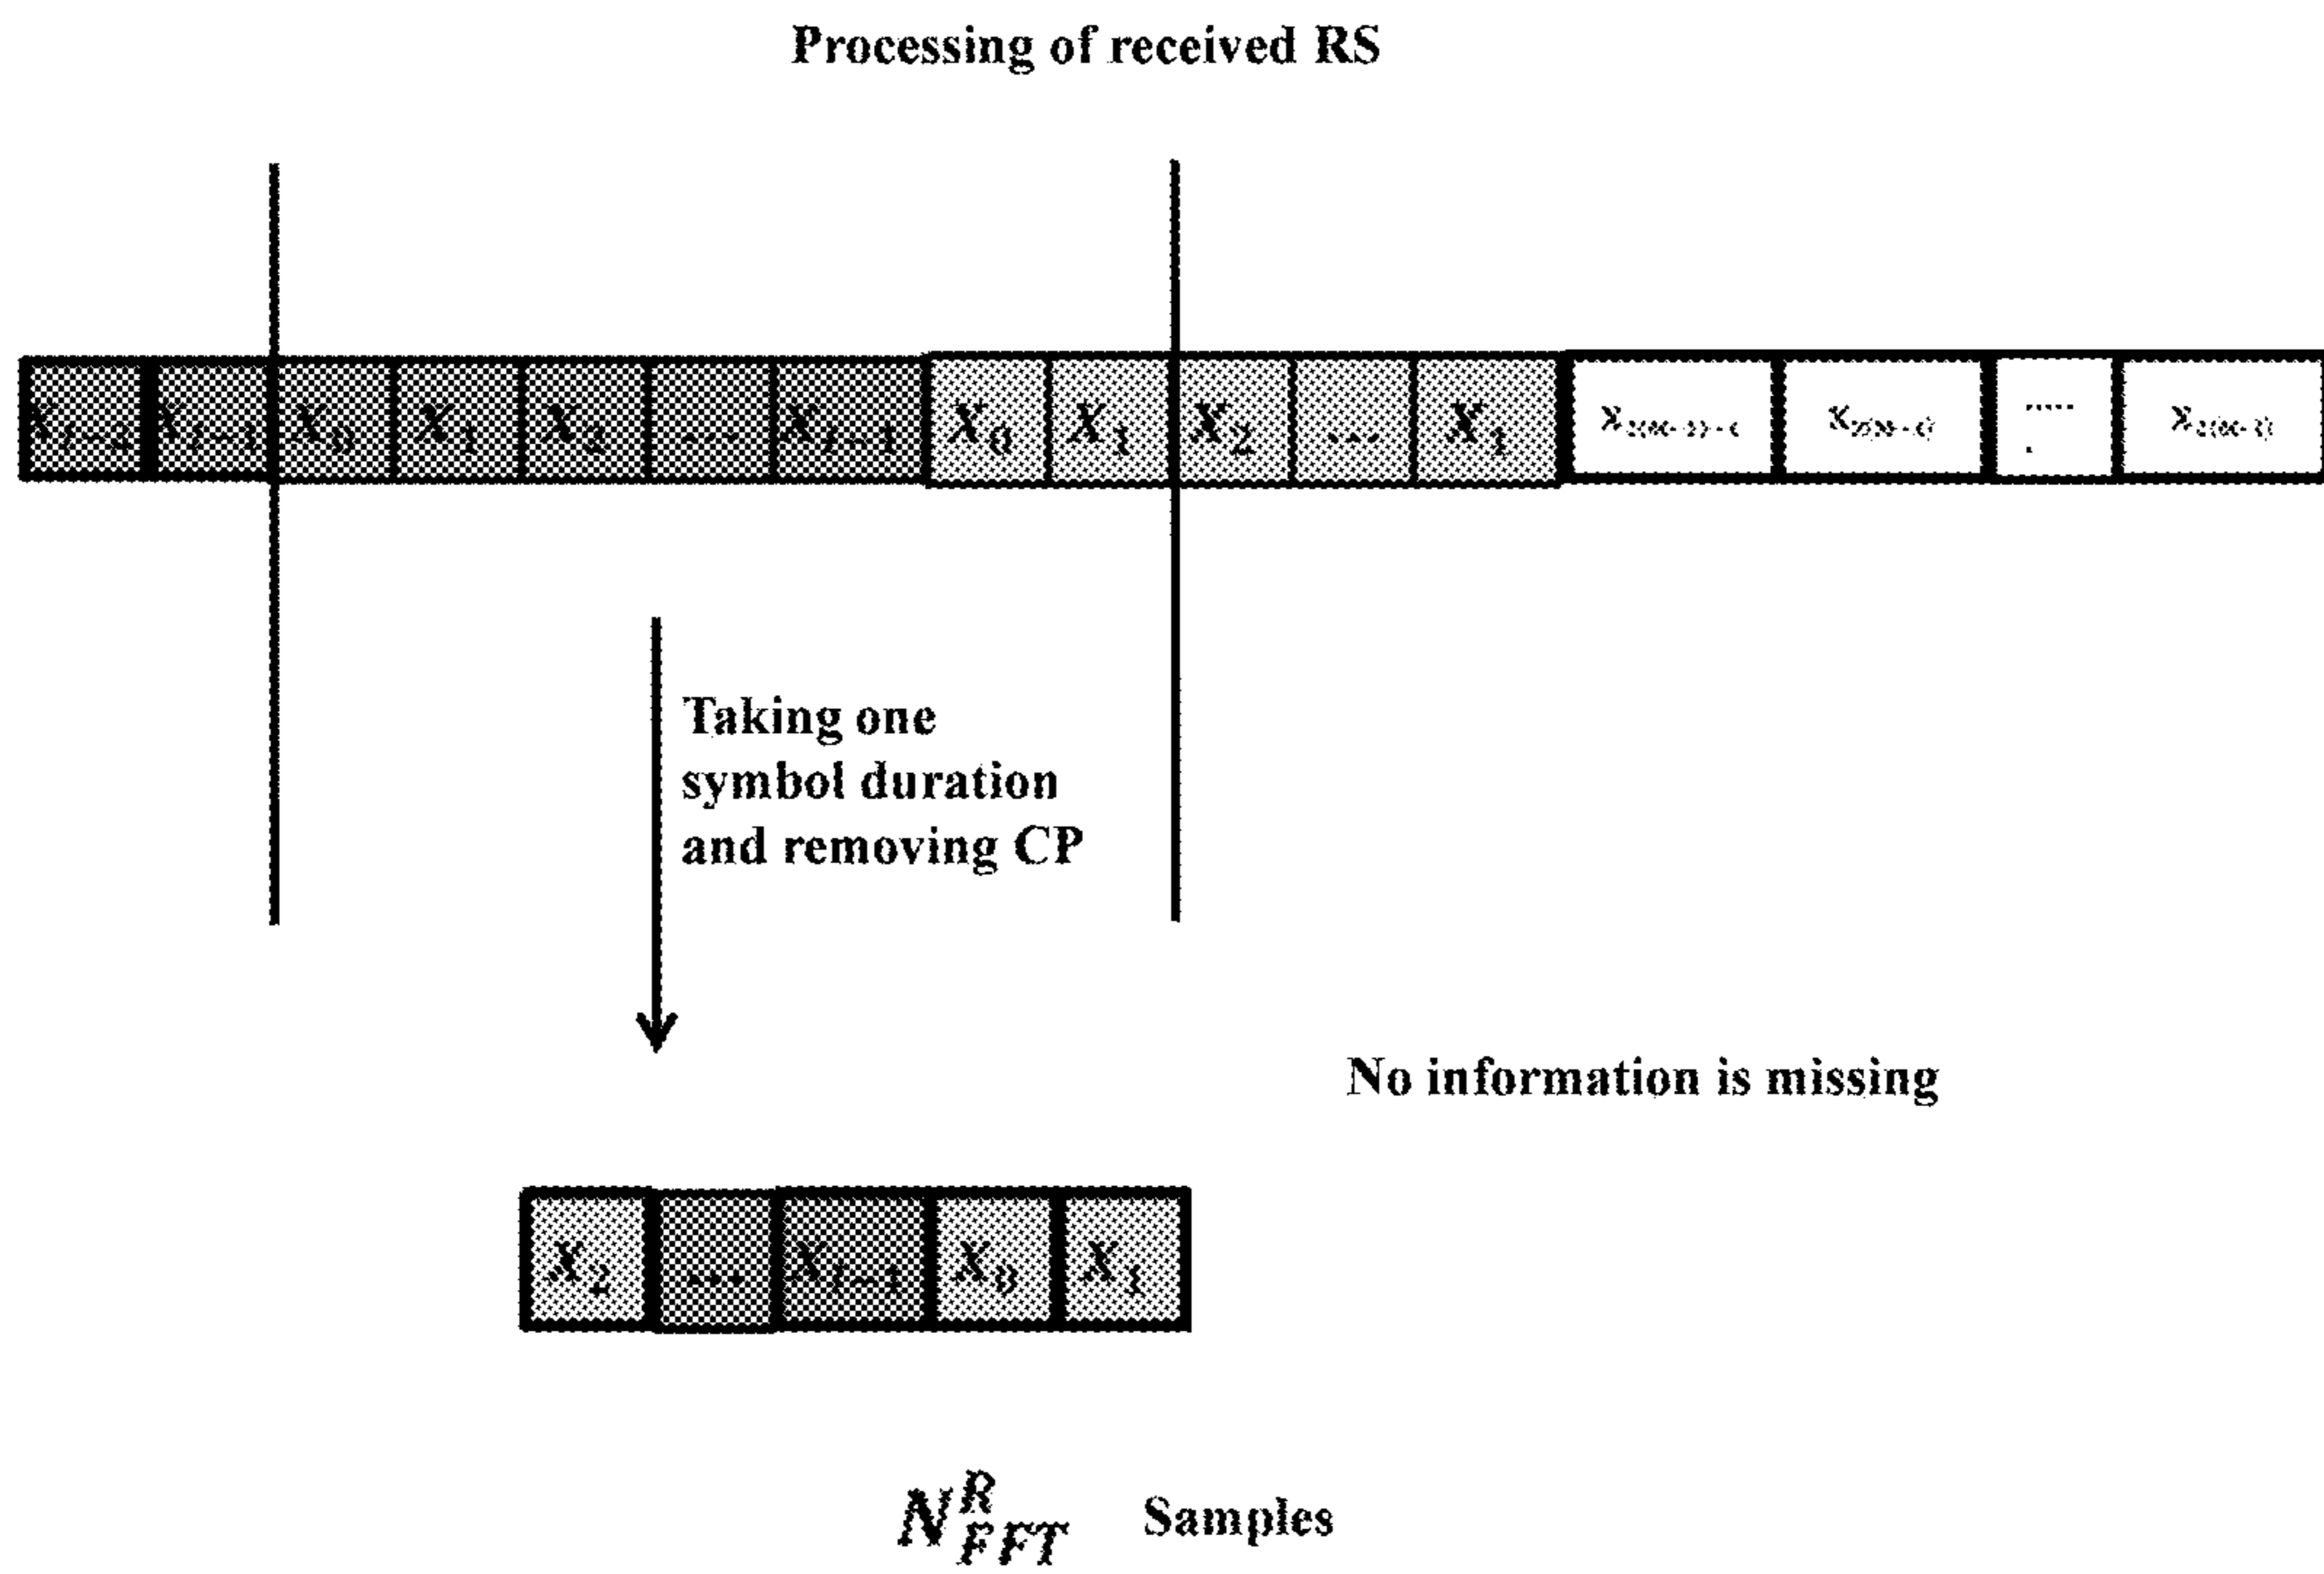 Processing of received RS
X₀ X₁ X₂ ... X₀ X₁ X₂ ... X₁
Taking one
symbol duration
and removing CP
No information is missing
X₂ ... X₀ X₁
N^R_FFT Samples